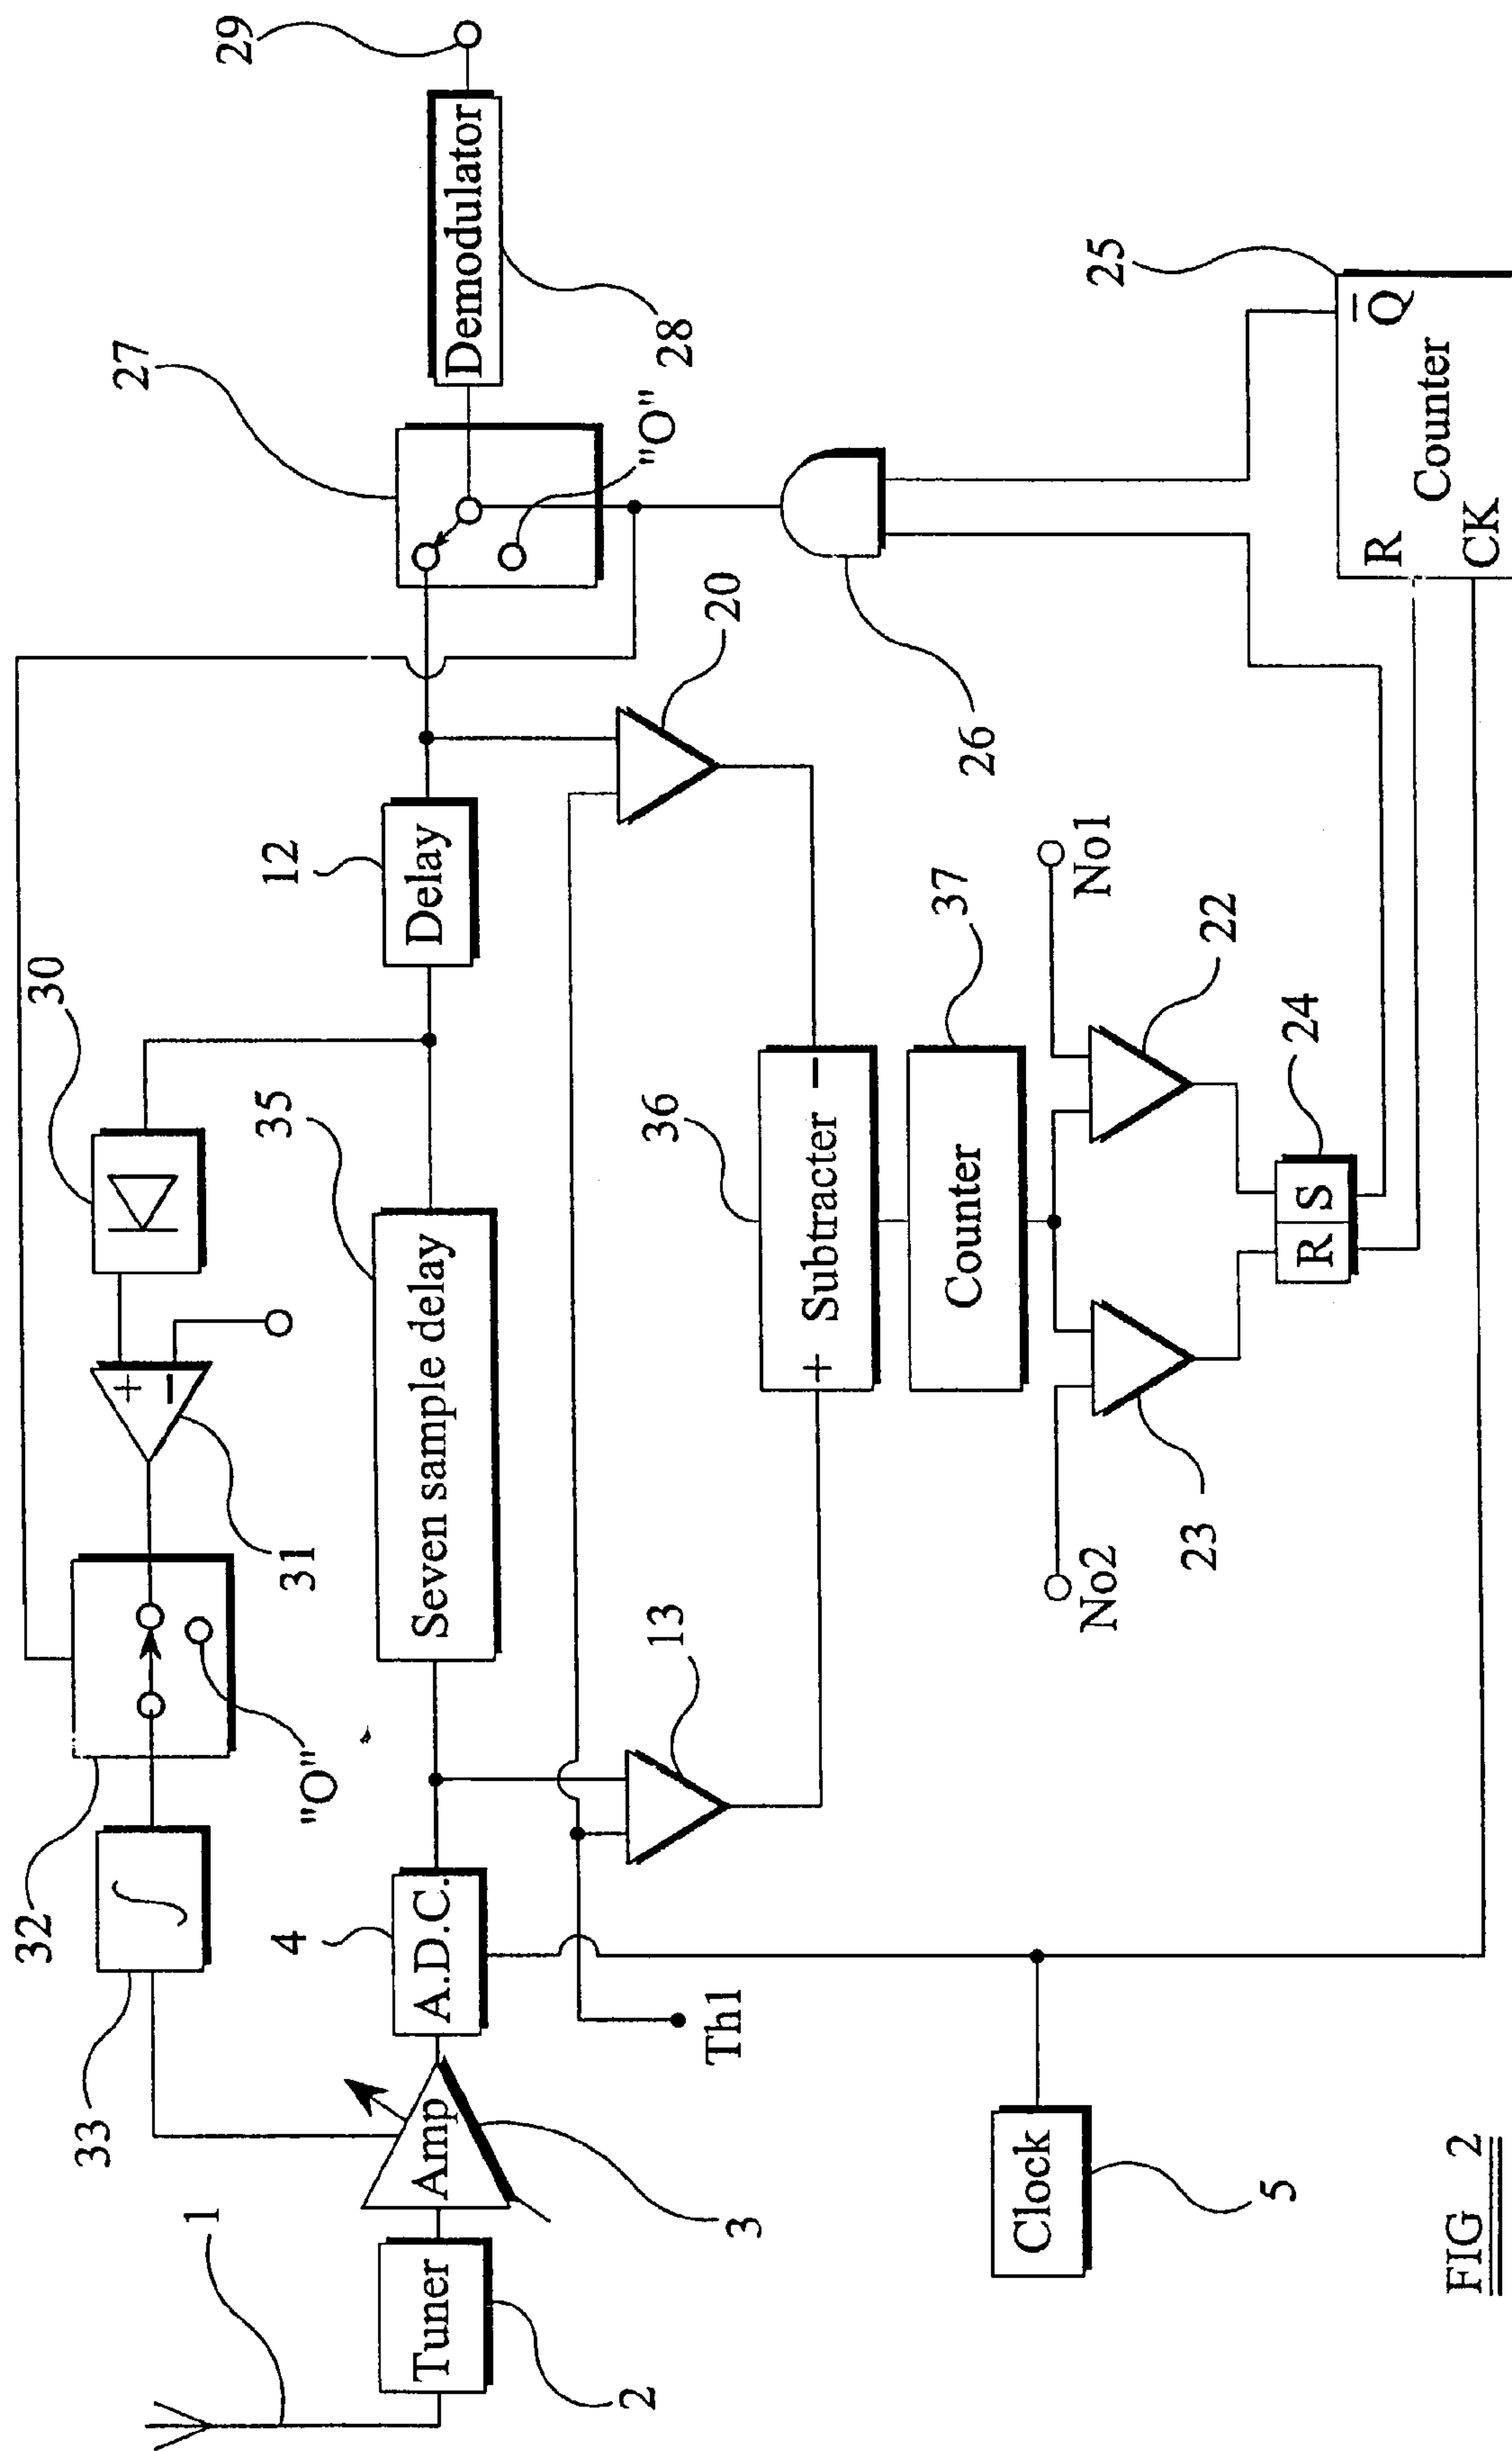 29
Demodulator
28
27
"O"
30
12
Delay
20
26
25
Q̄
Counter
R
CK
35
Seven sample delay
31
+
−
37
No1
22
36
+ Subtracter −
Counter
24
R S
13
No2
23
32
"O"
33
4
A.D.C.
Th1
1
Tuner
2
Amp
3
Clock
5
FIG 2